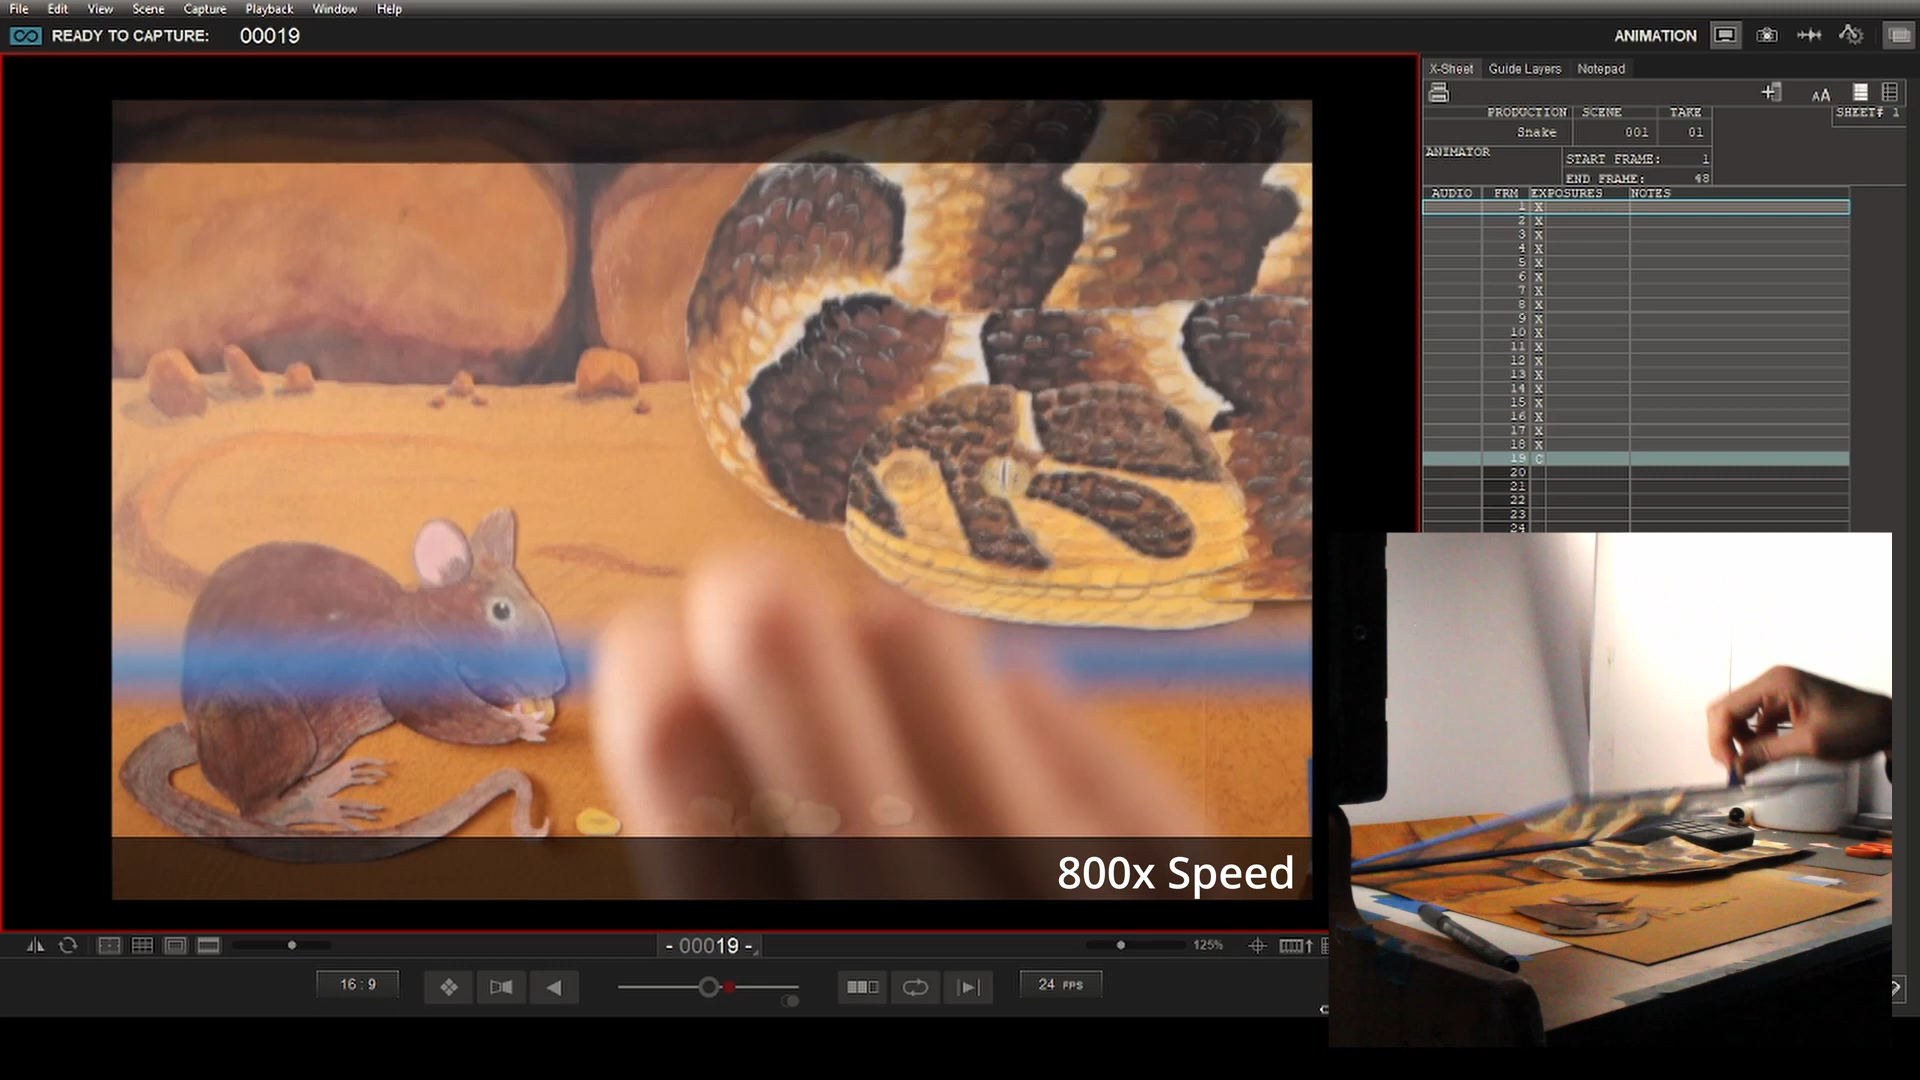 File Edit View Scene Capture Playback Window Help
READY TO CAPTURE: 00019
ANIMATION
X-Sheet Guide Layers Notepad
AA
PRODUCTION SCENE TAKE SHEET# 1
Snake 001 01
ANIMATOR
START FRAME: 1
END FRAME: 48
AUDIO FRM EXPOSURES NOTES
1 X
2 X
3 X
4 X
5 X
6 X
7 X
8 X
9 X
10 X
11 X
12 X
13 X
14 X
15 X
16 X
17 X
18 X
19 C
20
21
22
23
24
800x Speed
- 00019 -
125%
16:9
24 FPS